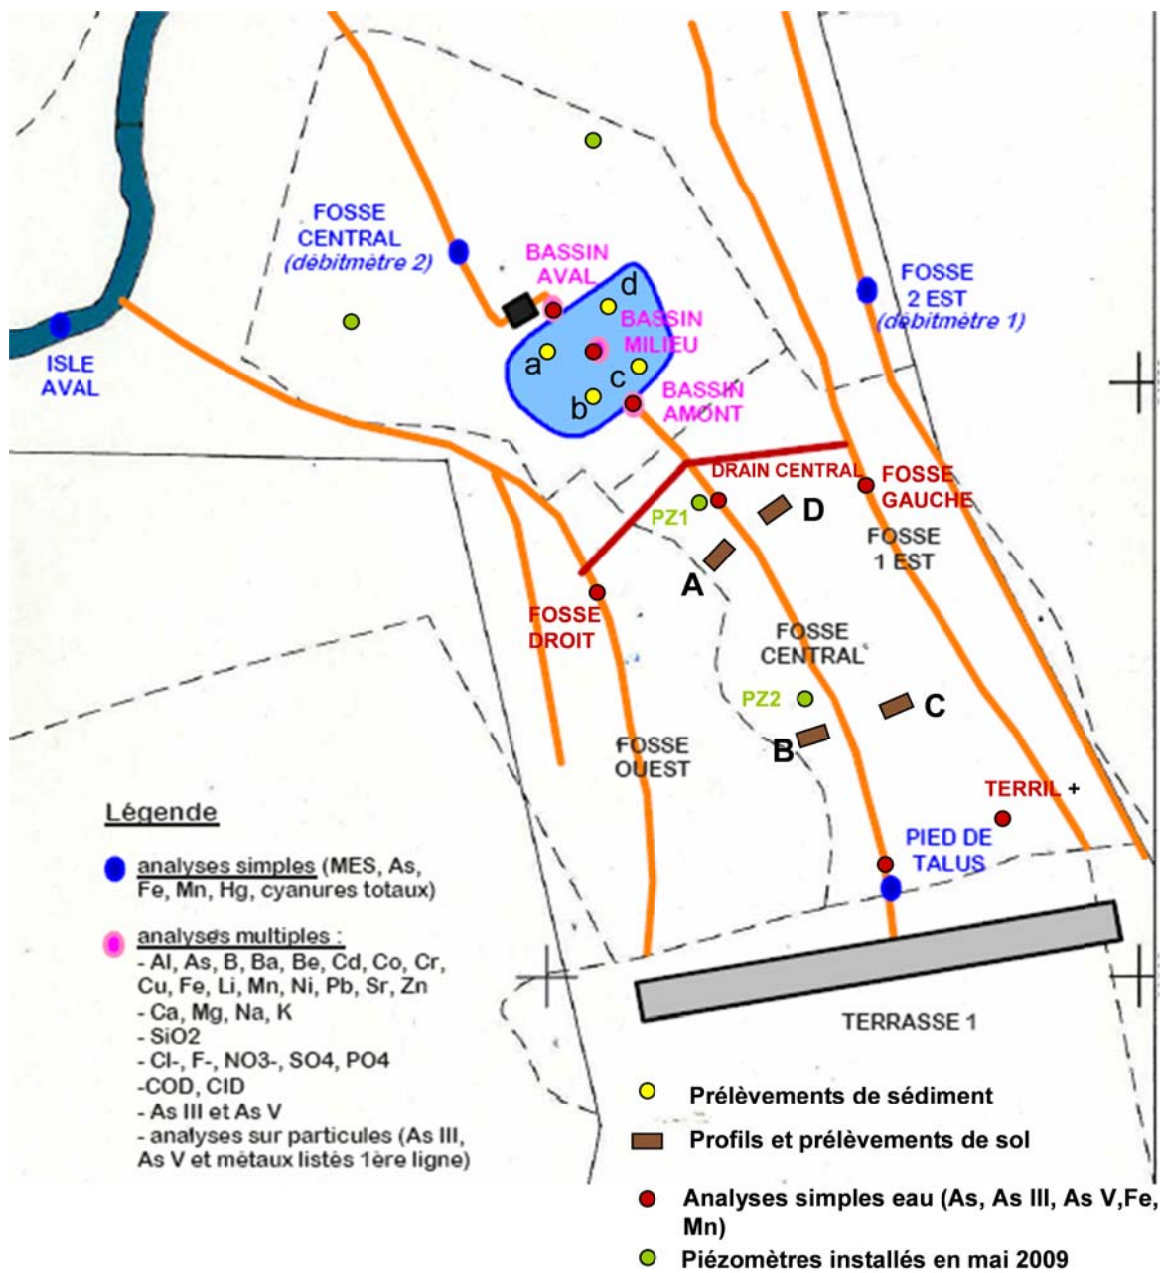 FOSSE
CENTRAL
(débitmètre 2)
BASSIN
AVAL
d
BASSIN
MILIEU
a
c
b
BASSIN
AMONT
FOSSE
2 EST
(débitmètre 1)
ISLE
AVAL
DRAIN CENTRAL
FOSSE
GAUCHE
PZ1
D
FOSSE
1 EST
A
FOSSE
DROIT
FOSSE
CENTRAL
PZ2
C
B
FOSSE
OUEST
TERRIL +
PIED DE
TALUS
TERRASSE 1
Légende
analyses simples (MES, As,
Fe, Mn, Hg, cyanures totaux)
analyses multiples :
- Al, As, B, Ba, Be, Cd, Co, Cr,
Cu, Fe, Li, Mn, Ni, Pb, Sr, Zn
- Ca, Mg, Na, K
- SiO2
- Cl-, F-, NO3-, SO4, PO4
-COD, CID
- As III et As V
- analyses sur particules (As III,
As V et métaux listés 1ère ligne)
Prélèvements de sédiment
Profils et prélèvements de sol
Analyses simples eau (As, As III, As V,Fe,
Mn)
Piézomètres installés en mai 2009